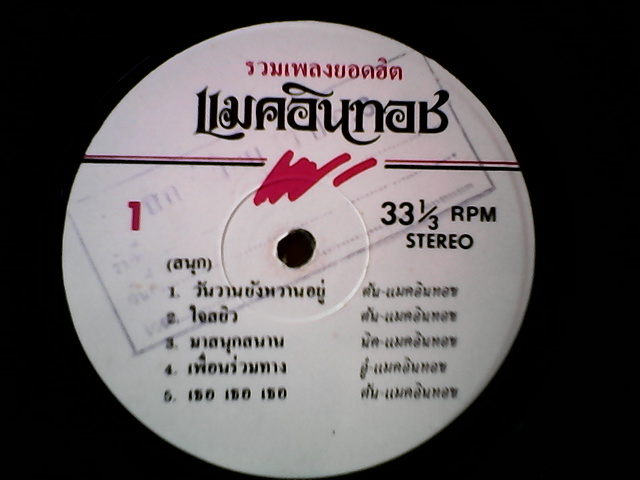 รวมเพลงยอดฮิต
แมคอินทอช
1
33 1/3 RPM
STEREO
(สนุก)
1. วันวานยังหวานอยู่ ต้น-แมคอินทอช
2. ใจสยิว ต้น-แมคอินทอช
3. มาสนุกสนาน มิค-แมคอินทอช
4. เพื่อนร่วมทาง อู๋-แมคอินทอช
5. เธอ เธอ เธอ ต้น-แมคอินทอช